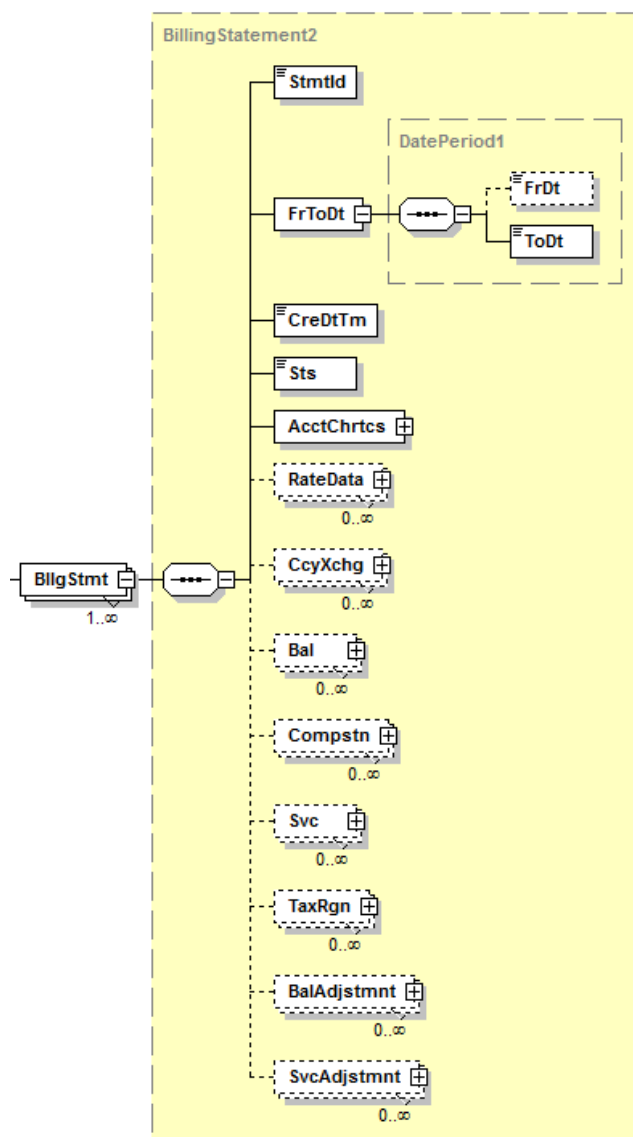 BillingStatement2
StmtId
DatePeriod1
FrDt
FrToDt
ToDt
CreDtTm
Sts
AcctChrtcs
RateData
0..∞
CcyXchg
0..∞
BllgStmt
1..∞
Bal
0..∞
Compstn
0..∞
Svc
0..∞
TaxRgn
0..∞
BalAdjstmnt
0..∞
SvcAdjstmnt
0..∞